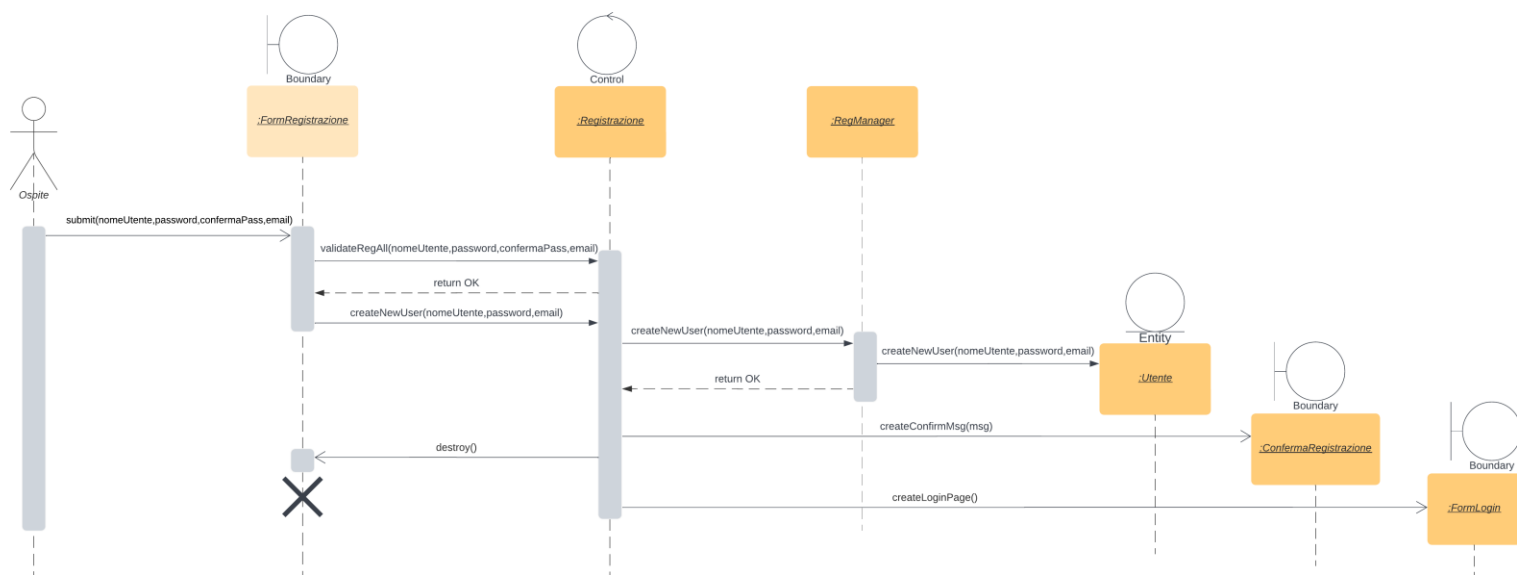 Boundary
Control
:FormRegistrazione
:Registrazione
:RegManager
Ospite
submit(nomeUtente,password,confermaPass,email)
validateRegAll(nomeUtente,password,confermaPass,email)
return OK
createNewUser(nomeUtente,password,email)
createNewUser(nomeUtente,password,email)
Entity
createNewUser(nomeUtente,password,email)
:Utente
return OK
Boundary
createConfirmMsg(msg)
:ConfermaRegistrazione
destroy()
Boundary
createLoginPage()
:FormLogin